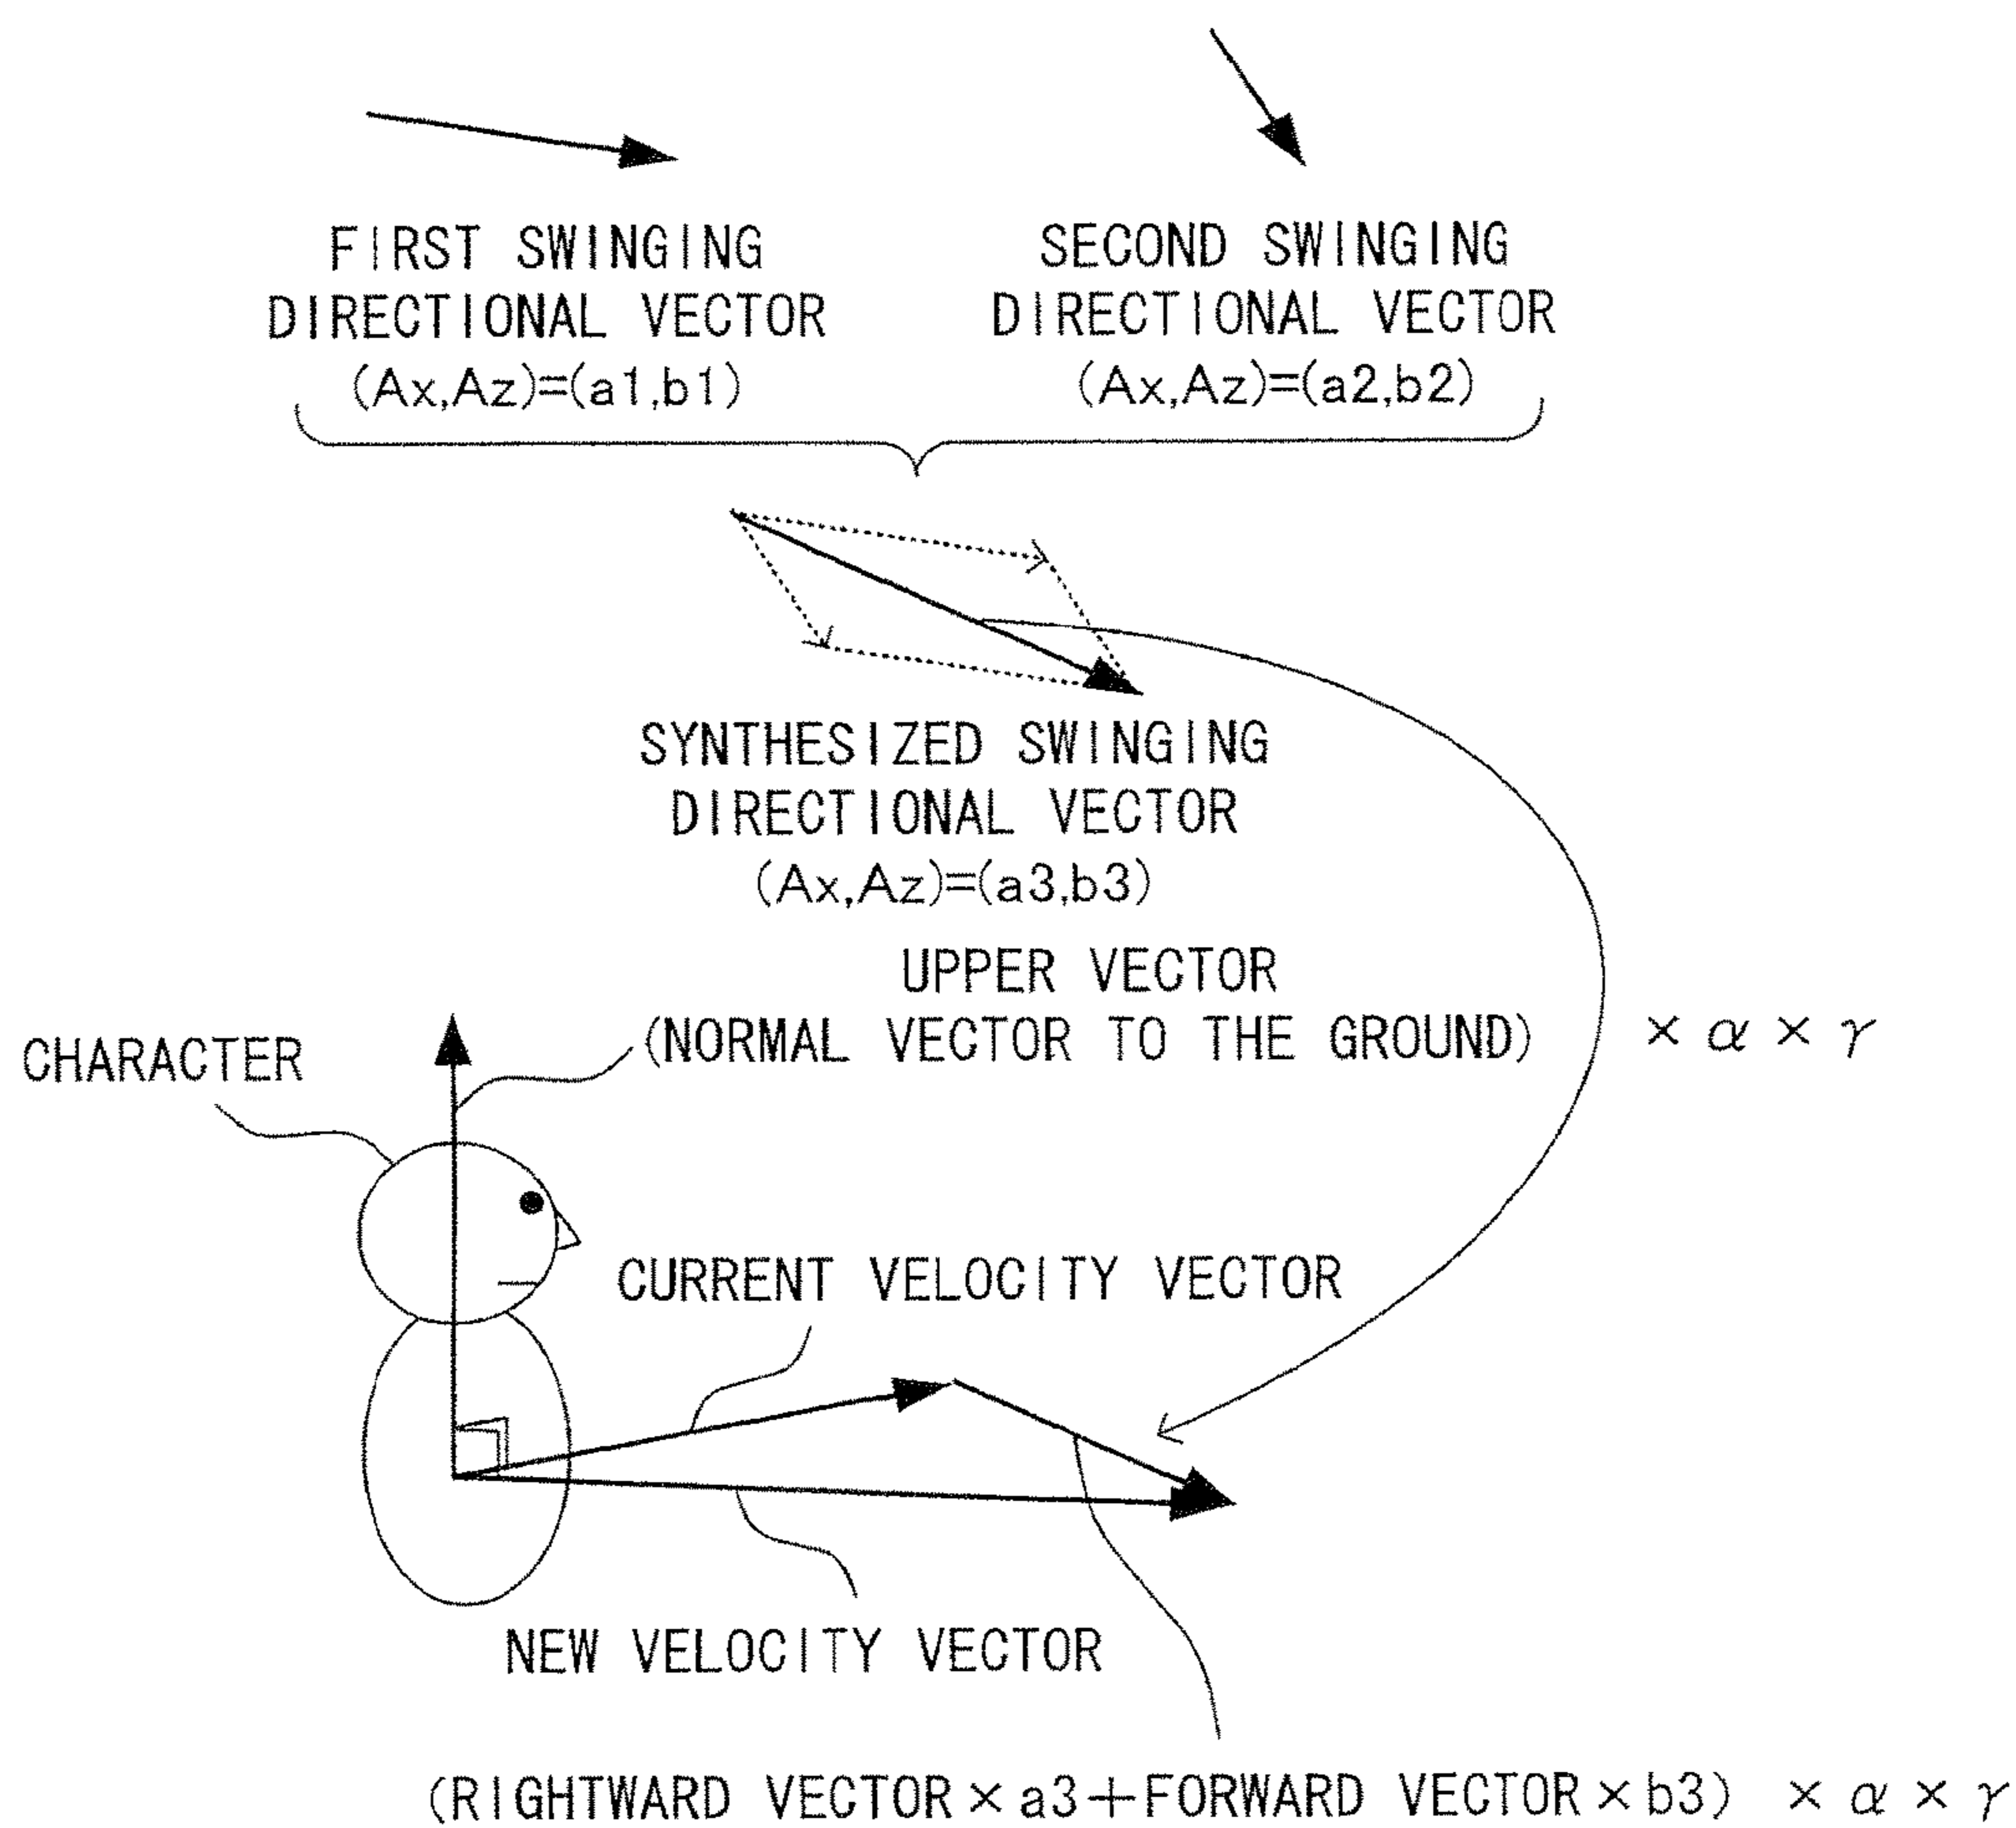 FIRST SWINGING
DIRECTIONAL VECTOR
(Ax,Az)=(a1,b1)
SECOND SWINGING
DIRECTIONAL VECTOR
(Ax,Az)=(a2,b2)
SYNTHESIZED SWINGING
DIRECTIONAL VECTOR
(Ax,Az)=(a3,b3)
UPPER VECTOR
(NORMAL VECTOR TO THE GROUND)
× α × γ
CHARACTER
CURRENT VELOCITY VECTOR
NEW VELOCITY VECTOR
(RIGHTWARD VECTOR×a3+FORWARD VECTOR×b3) × α × γ